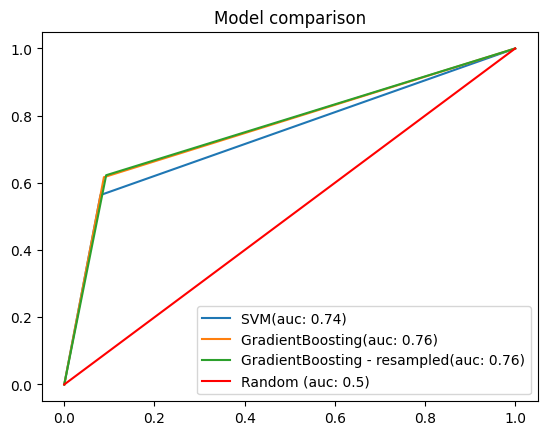 Model comparison
1.0
0.8
0.6
0.4
0.2
0.0
SVM(auc: 0.74)
GradientBoosting(auc: 0.76)
GradientBoosting - resampled(auc: 0.76)
Random (auc: 0.5)
0.0 0.2 0.4 0.6 0.8 1.0